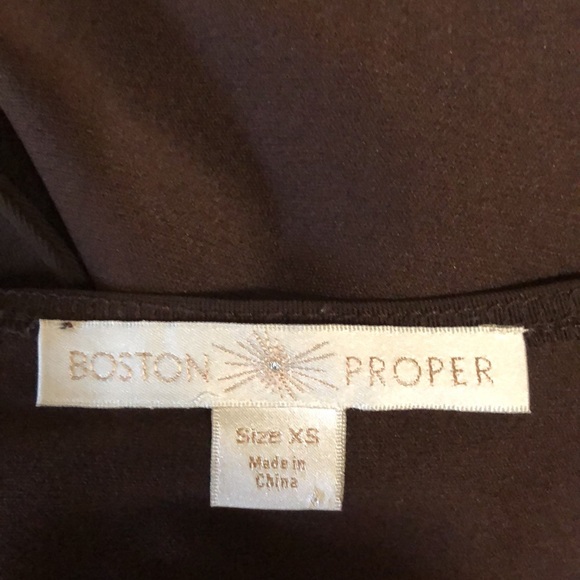 BOSTON PROPER
Size XS
Made in
China